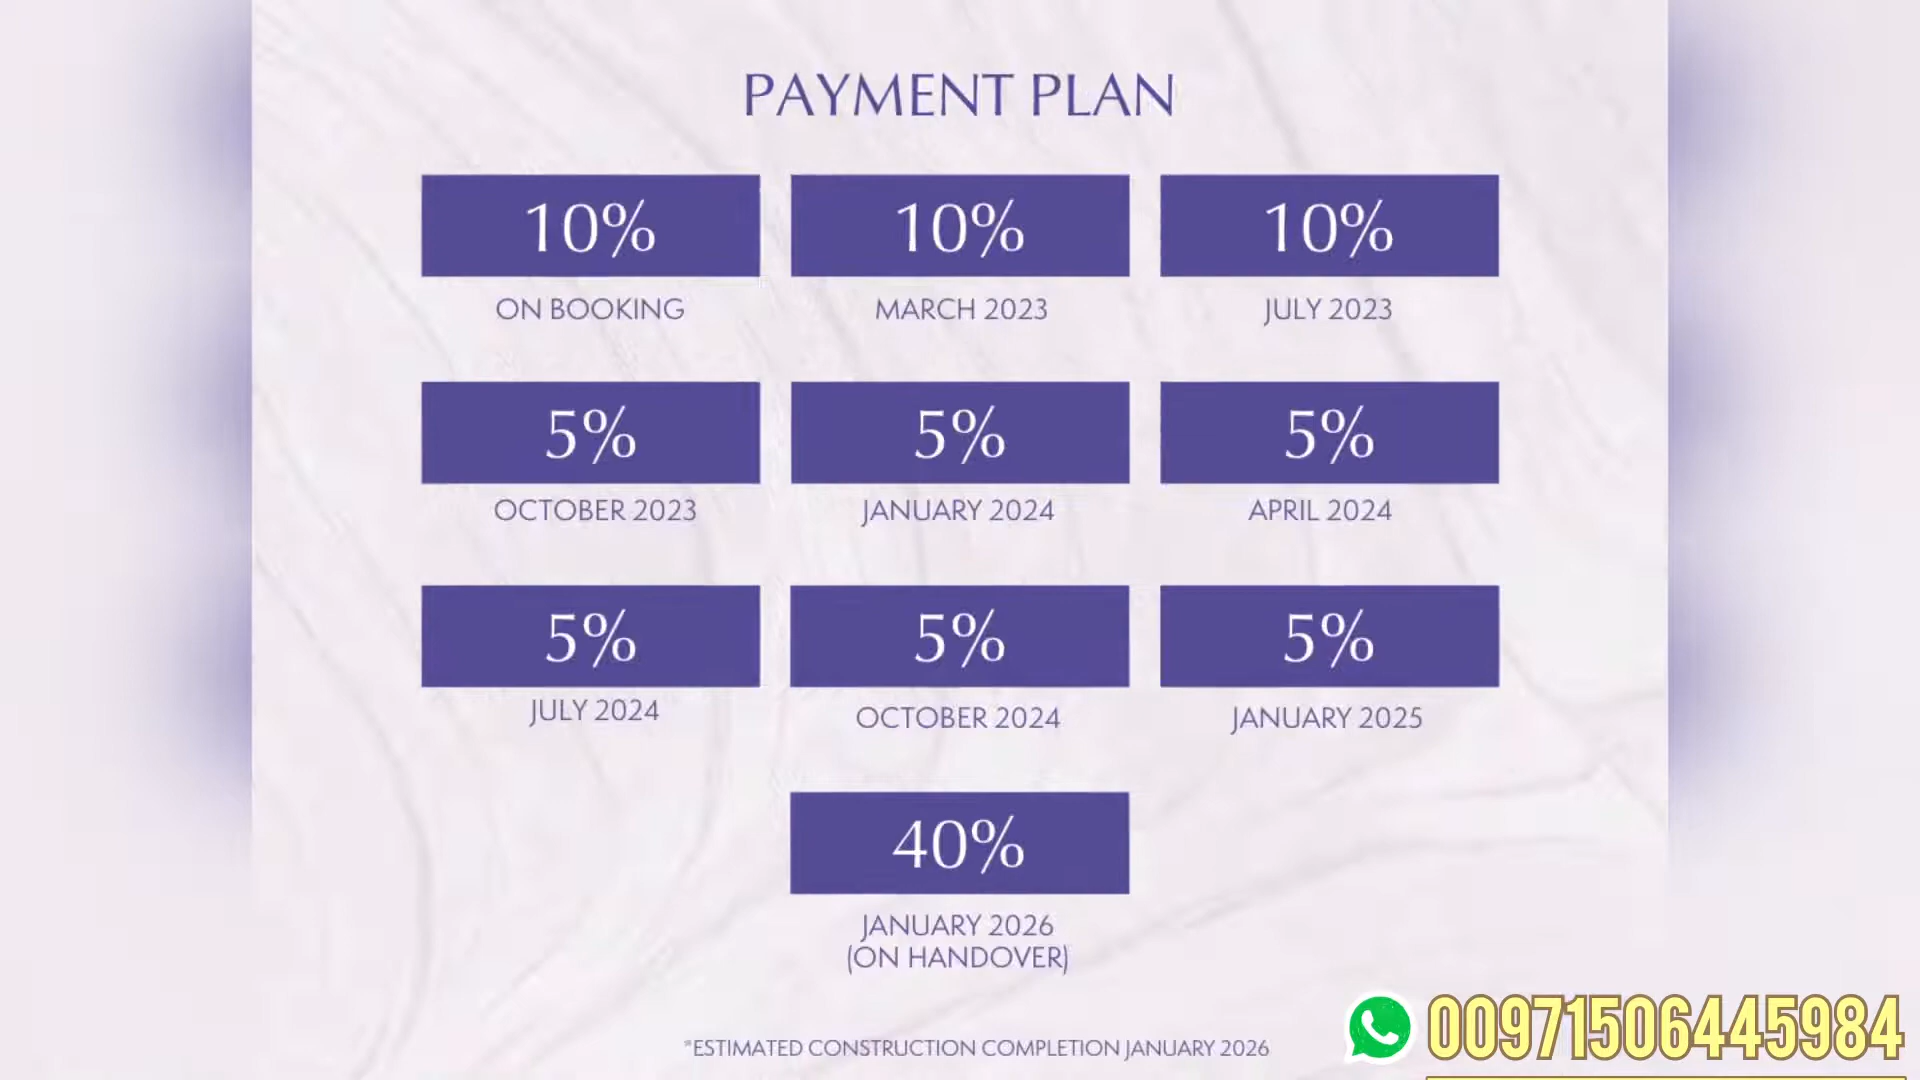 PAYMENT PLAN
10% 10% 10%
ON BOOKING MARCH 2023 JULY 2023
5% 5% 5%
OCTOBER 2023 JANUARY 2024 APRIL 2024
5% 5% 5%
JULY 2024 OCTOBER 2024 JANUARY 2025
40%
JANUARY 2026
(ON HANDOVER)
*ESTIMATED CONSTRUCTION COMPLETION JANUARY 2026
00971506445984